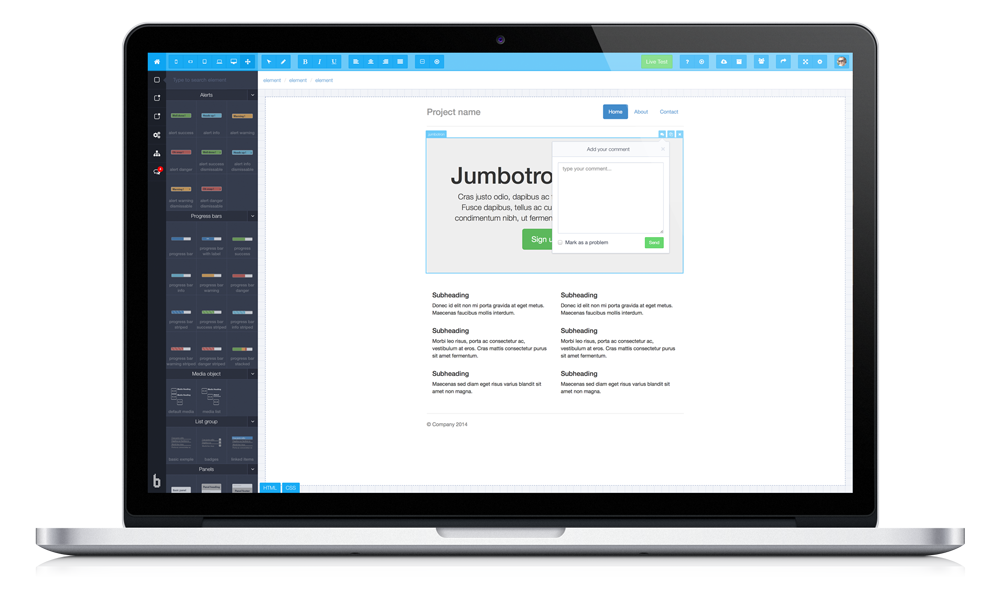 B I U
Live Test
?
Type to search element
element / element / element
Alerts
alert success
alert info
alert warning
alert danger
alert success dismissable
alert info dismissable
alert warning dismissable
alert danger dismissable
Progress bars
progress bar
progress bar with label
progress bar success
progress bar info
progress bar warning
progress bar danger
progress bar striped
progress bar success striped
progress bar info striped
progress bar warning striped
progress bar danger striped
progress bar stacked
Media object
default media
media list
List group
basic example
badges
linked items
Panels
b
Project name
Home
About
Contact
Add your comment
type your comment...
Mark as a problem
Send
Jumbotro
Cras justo odio, dapibus ac
Fusce dapibus, tellus ac cu
condimentum nibh, ut fermen
Sign u
Subheading
Donec id elit non mi porta gravida at eget metus.
Maecenas faucibus mollis interdum.
Subheading
Morbi leo risus, porta ac consectetur ac,
vestibulum at eros. Cras mattis consectetur purus
sit amet fermentum.
Subheading
Maecenas sed diam eget risus varius blandit sit
amet non magna.
Subheading
Donec id elit non mi porta gravida at eget metus.
Maecenas faucibus mollis interdum.
Subheading
Morbi leo risus, porta ac consectetur ac,
vestibulum at eros. Cras mattis consectetur purus
sit amet fermentum.
Subheading
Maecenas sed diam eget risus varius blandit sit
amet non magna.
© Company 2014
HTML
CSS